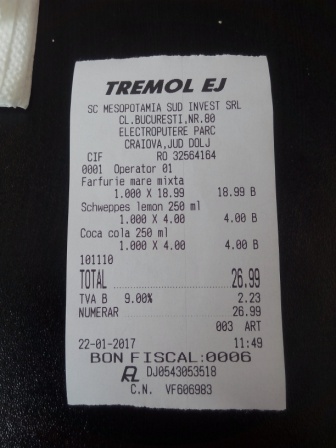 TREMOL EJ
SC MESOPOTAMIA SUD INVEST SRL
CL.BUCURESTI,NR.80
ELECTROPUTERE PARC
CRAIOVA,JUD DOLJ
CIF RO 32564164
0001 Operator 01
Farfurie mare mixta
1.000 X 18.99 18.99 B
Schweppes lemon 250 ml
1.000 X 4.00 4.00 B
Coca cola 250 ml
1.000 X 4.00 4.00 B
101110
TOTAL 26.99
TVA B 9.00% 2.23
NUMERAR 26.99
003 ART
22-01-2017 11:49
BON FISCAL:0006
DJ0543053518
C.N. VF606983